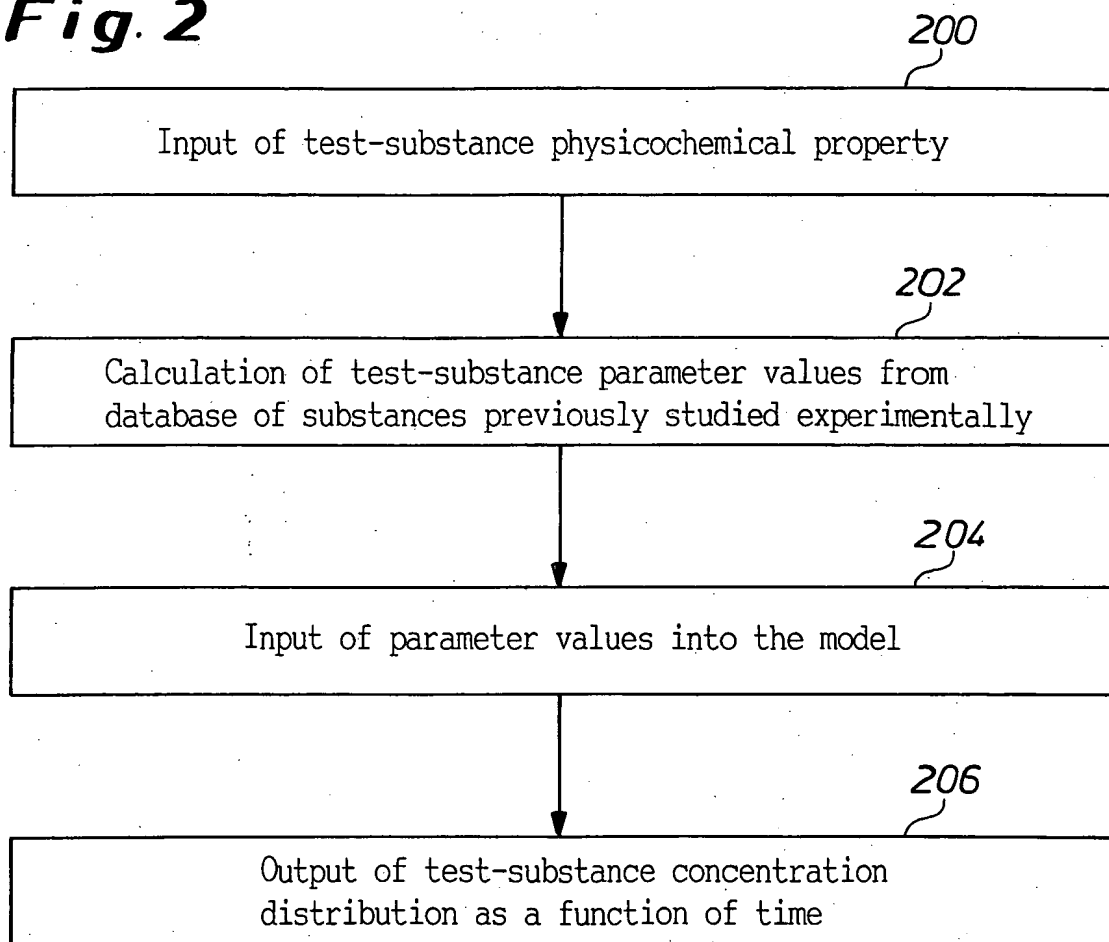 Fig. 2
200
Input of test-substance physicochemical property
202
Calculation of test-substance parameter values from
database of substances previously studied experimentally
204
Input of parameter values into the model
206
Output of test-substance concentration
distribution as a function of time